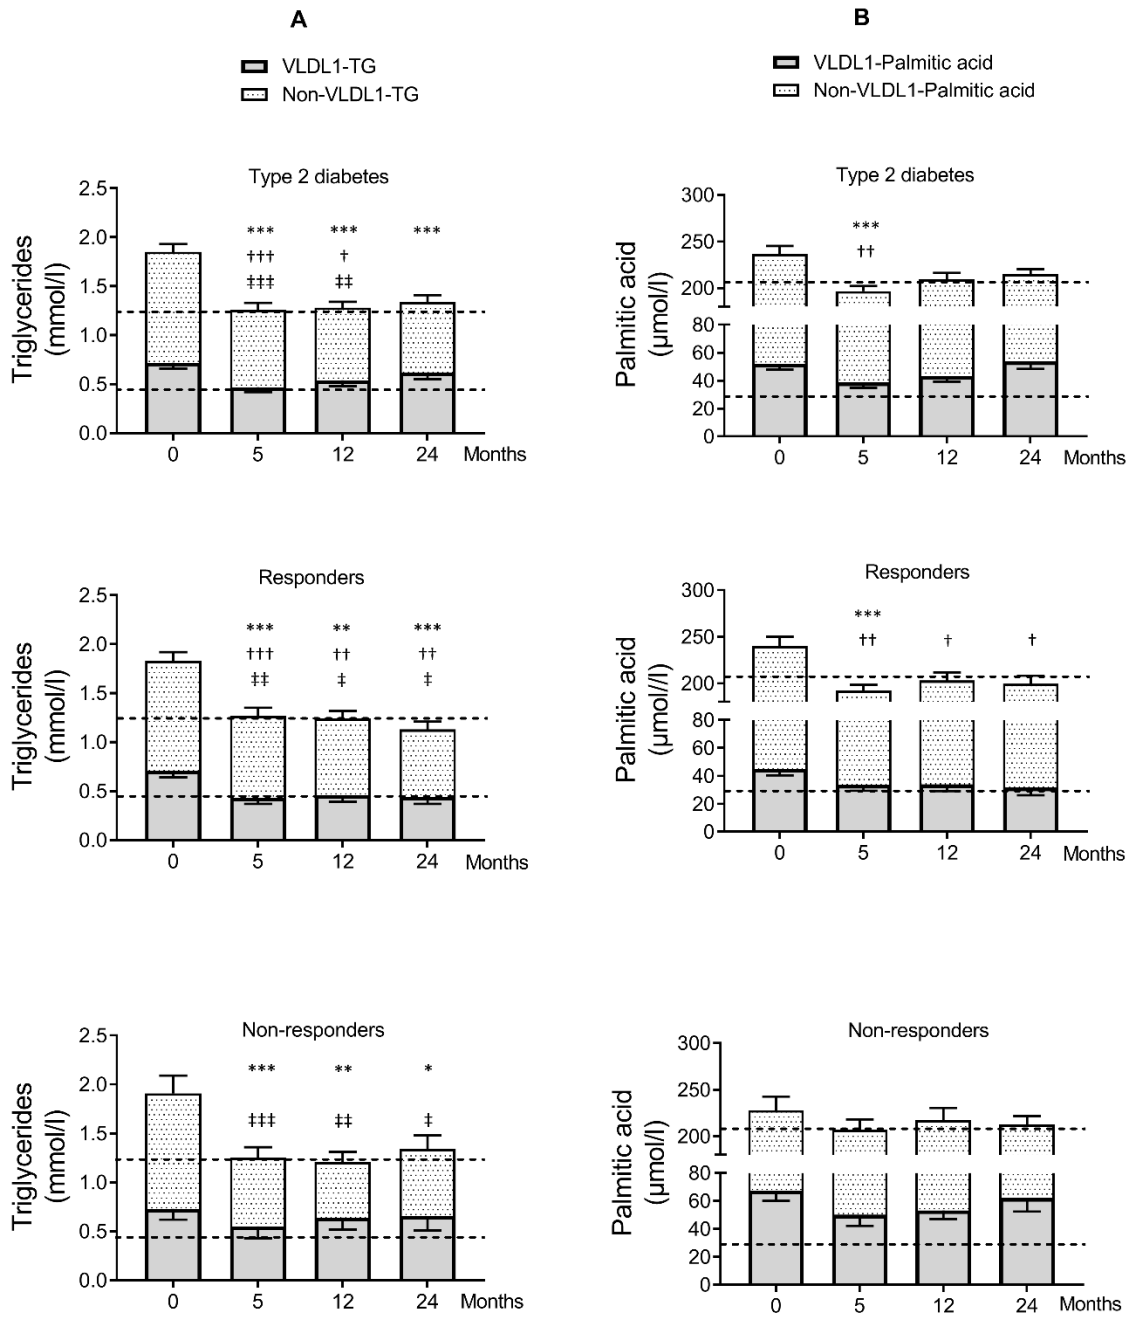 A
VLDL1-TG
Non-VLDL1-TG
Type 2 diabetes
Triglycerides
(mmol/l)
2.5
2.0
1.5
1.0
0.5
0.0
*** *** ***
††† †
‡‡‡ ‡‡
0 5 12 24 Months
Responders
Triglycerides
(mmol/l)
2.5
2.0
1.5
1.0
0.5
0.0
*** ** ***
††† †† ††
‡‡ ‡ ‡
0 5 12 24 Months
Non-responders
Triglycerides
(mmol/l)
2.5
2.0
1.5
1.0
0.5
0.0
*** ** *
‡‡‡ ‡‡ ‡
0 5 12 24 Months
B
VLDL1-Palmitic acid
Non-VLDL1-Palmitic acid
Type 2 diabetes
Palmitic acid
(µmol/l)
300
250
200
80
60
40
20
0
***
††
0 5 12 24 Months
Responders
Palmitic acid
(µmol//l)
300
250
200
80
60
40
20
0
***
†† † †
0 5 12 24 Months
Non-responders
Palmitic acid
(µmol/l)
300
250
200
80
60
40
20
0
0 5 12 24 Months